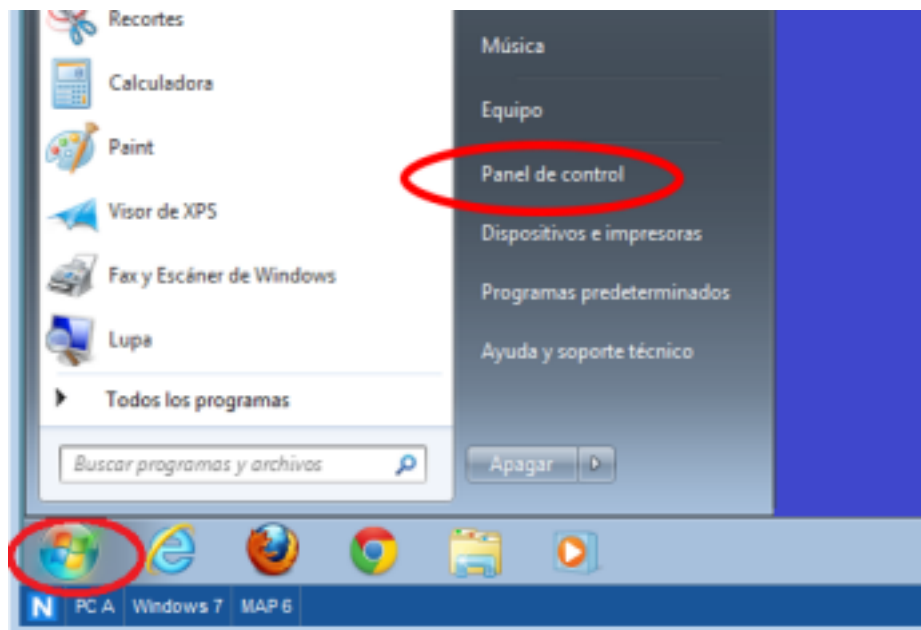 Recortes
Calculadora
Paint
Visor de XPS
Fax y Escáner de Windows
Lupa
Todos los programas
Buscar programas y archivos
Música
Equipo
Panel de control
Dispositivos e impresoras
Programas predeterminados
Ayuda y soporte técnico
Apagar
N PC A Windows 7 MAP 6